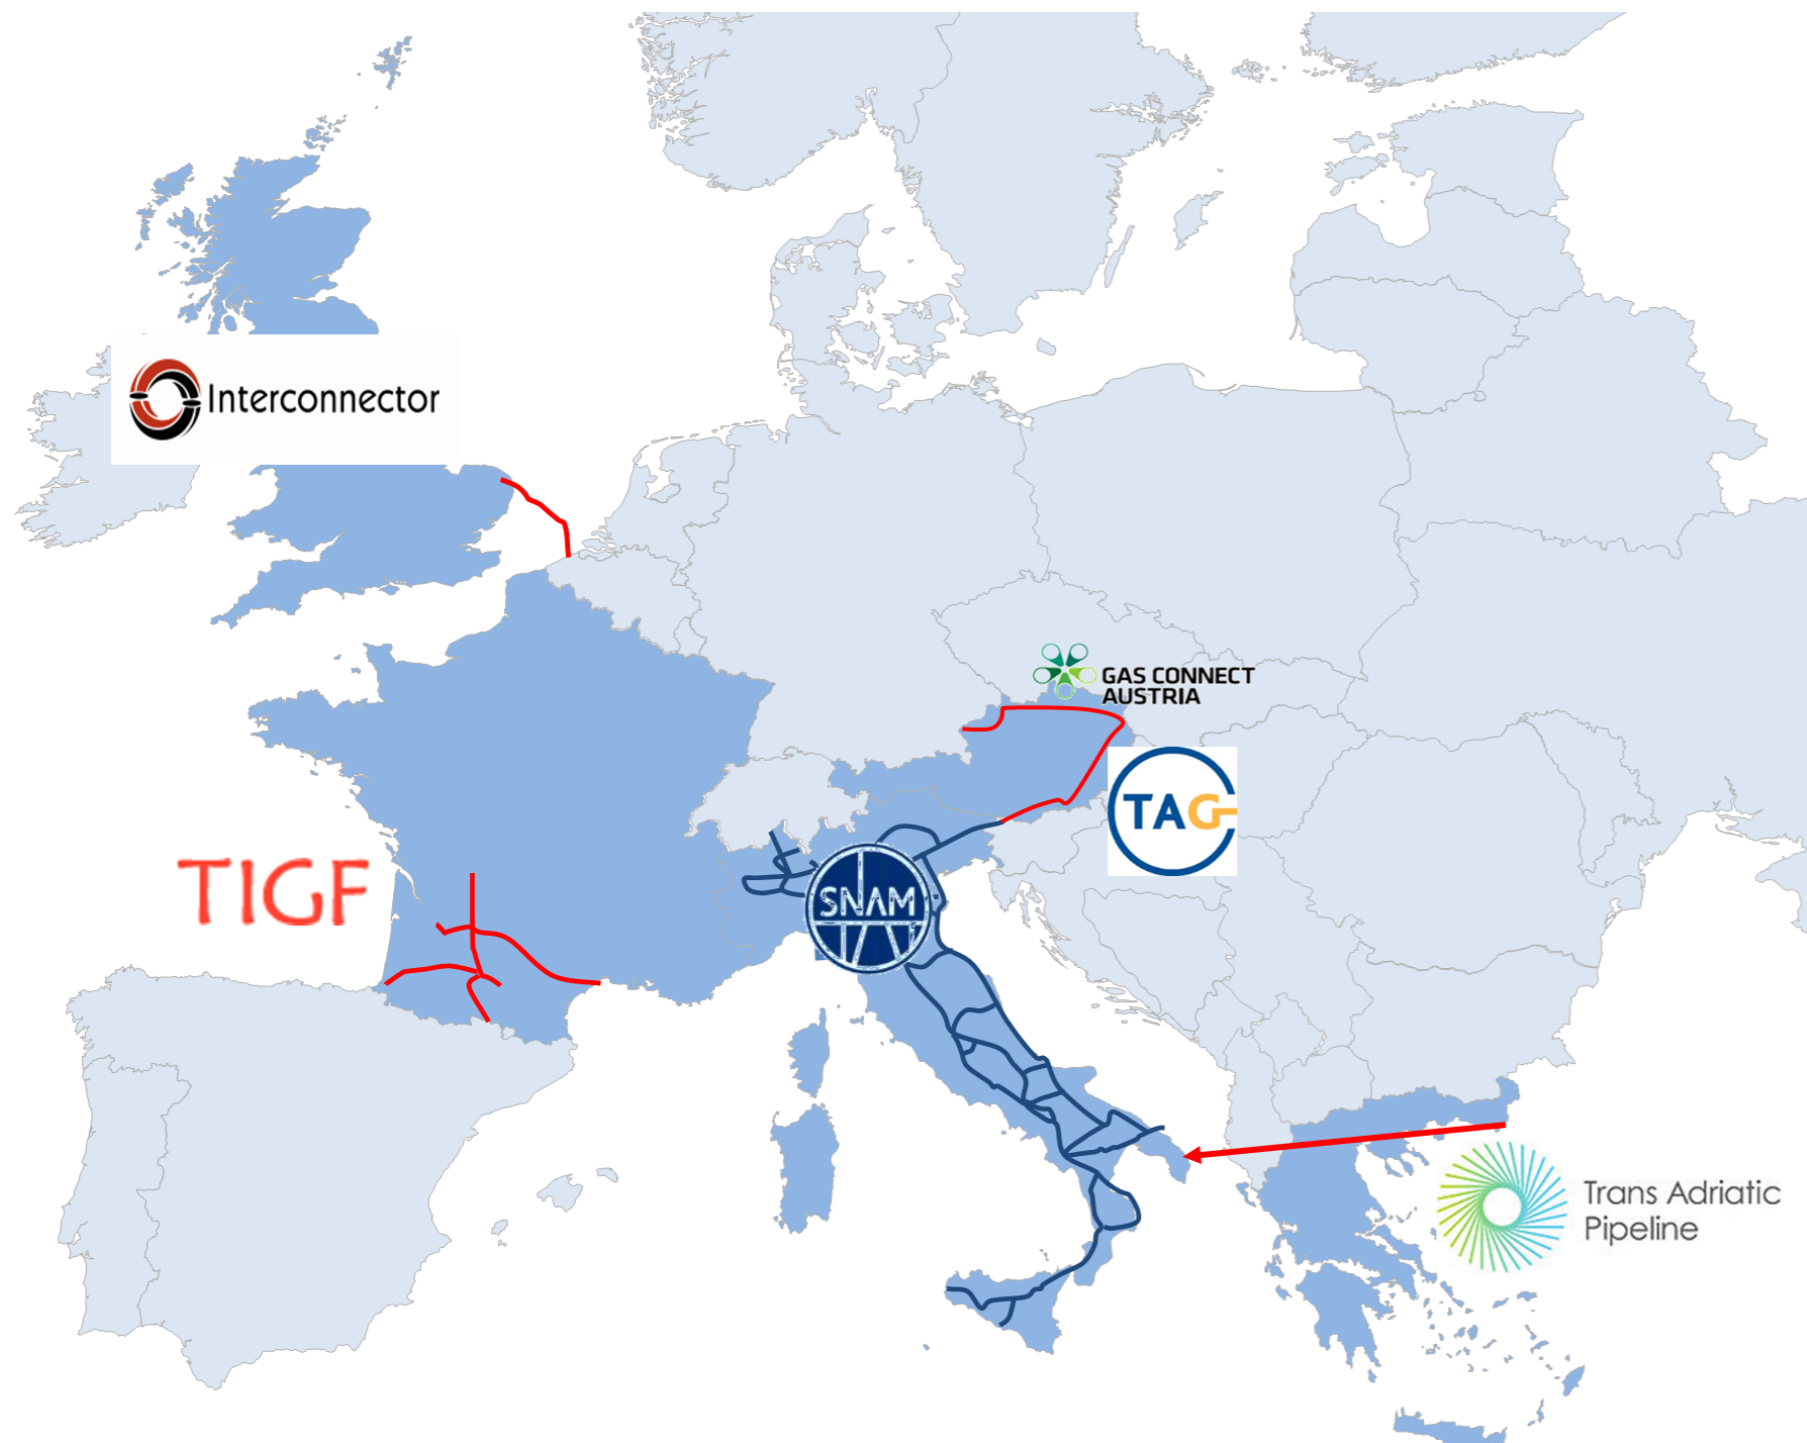 Interconnector
GAS CONNECT
AUSTRIA
TAG
TIGF
SNAM
Trans Adriatic
Pipeline